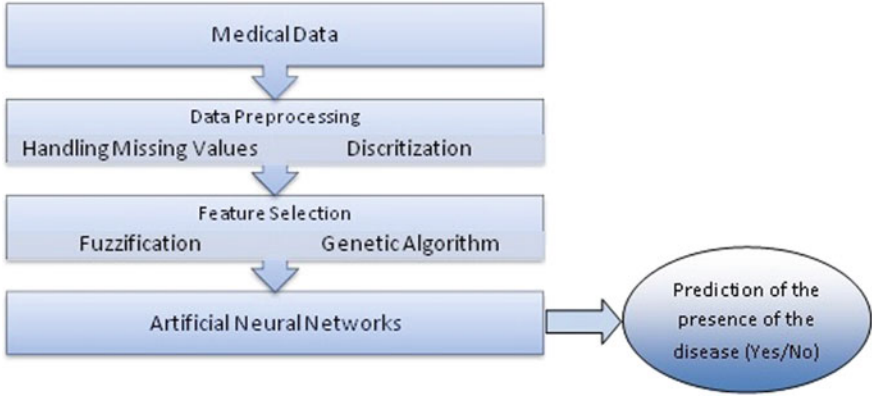 Medical Data
Data Preprocessing
Handling Missing Values Discritization
Feature Selection
Fuzzification Genetic Algorithm
Artificial Neural Networks
Prediction of the
presence of the
disease (Yes/No)